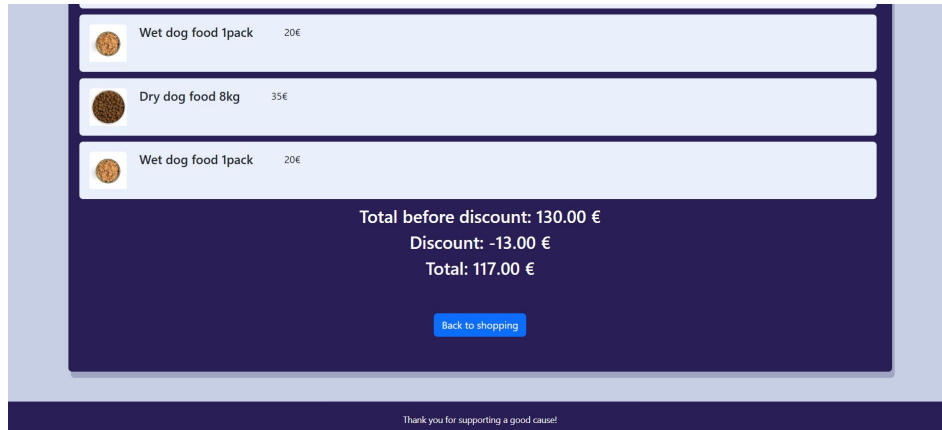 Wet dog food 1pack 20€
Dry dog food 8kg 35€
Wet dog food 1pack 20€
Total before discount: 130.00 €
Discount: -13.00 €
Total: 117.00 €
Back to shopping
Thank you for supporting a good cause!